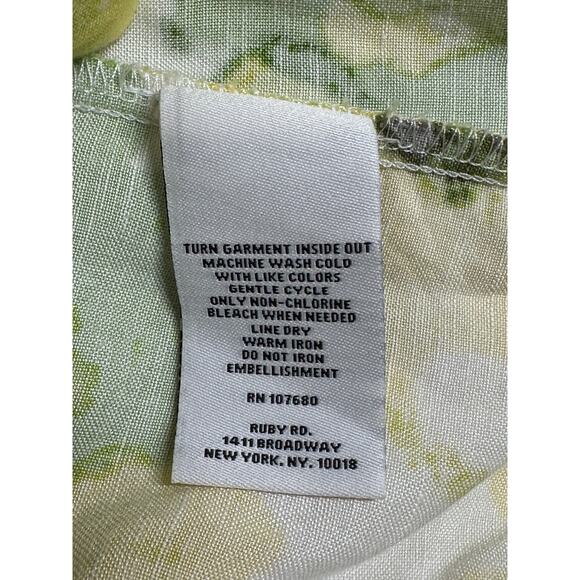 TURN GARMENT INSIDE OUT
MACHINE WASH COLD
WITH LIKE COLORS
GENTLE CYCLE
ONLY NON-CHLORINE
BLEACH WHEN NEEDED
LINE DRY
WARM IRON
DO NOT IRON
EMBELLISHMENT
RN 107680
RUBY RD.
1411 BROADWAY
NEW YORK. NY. 10018